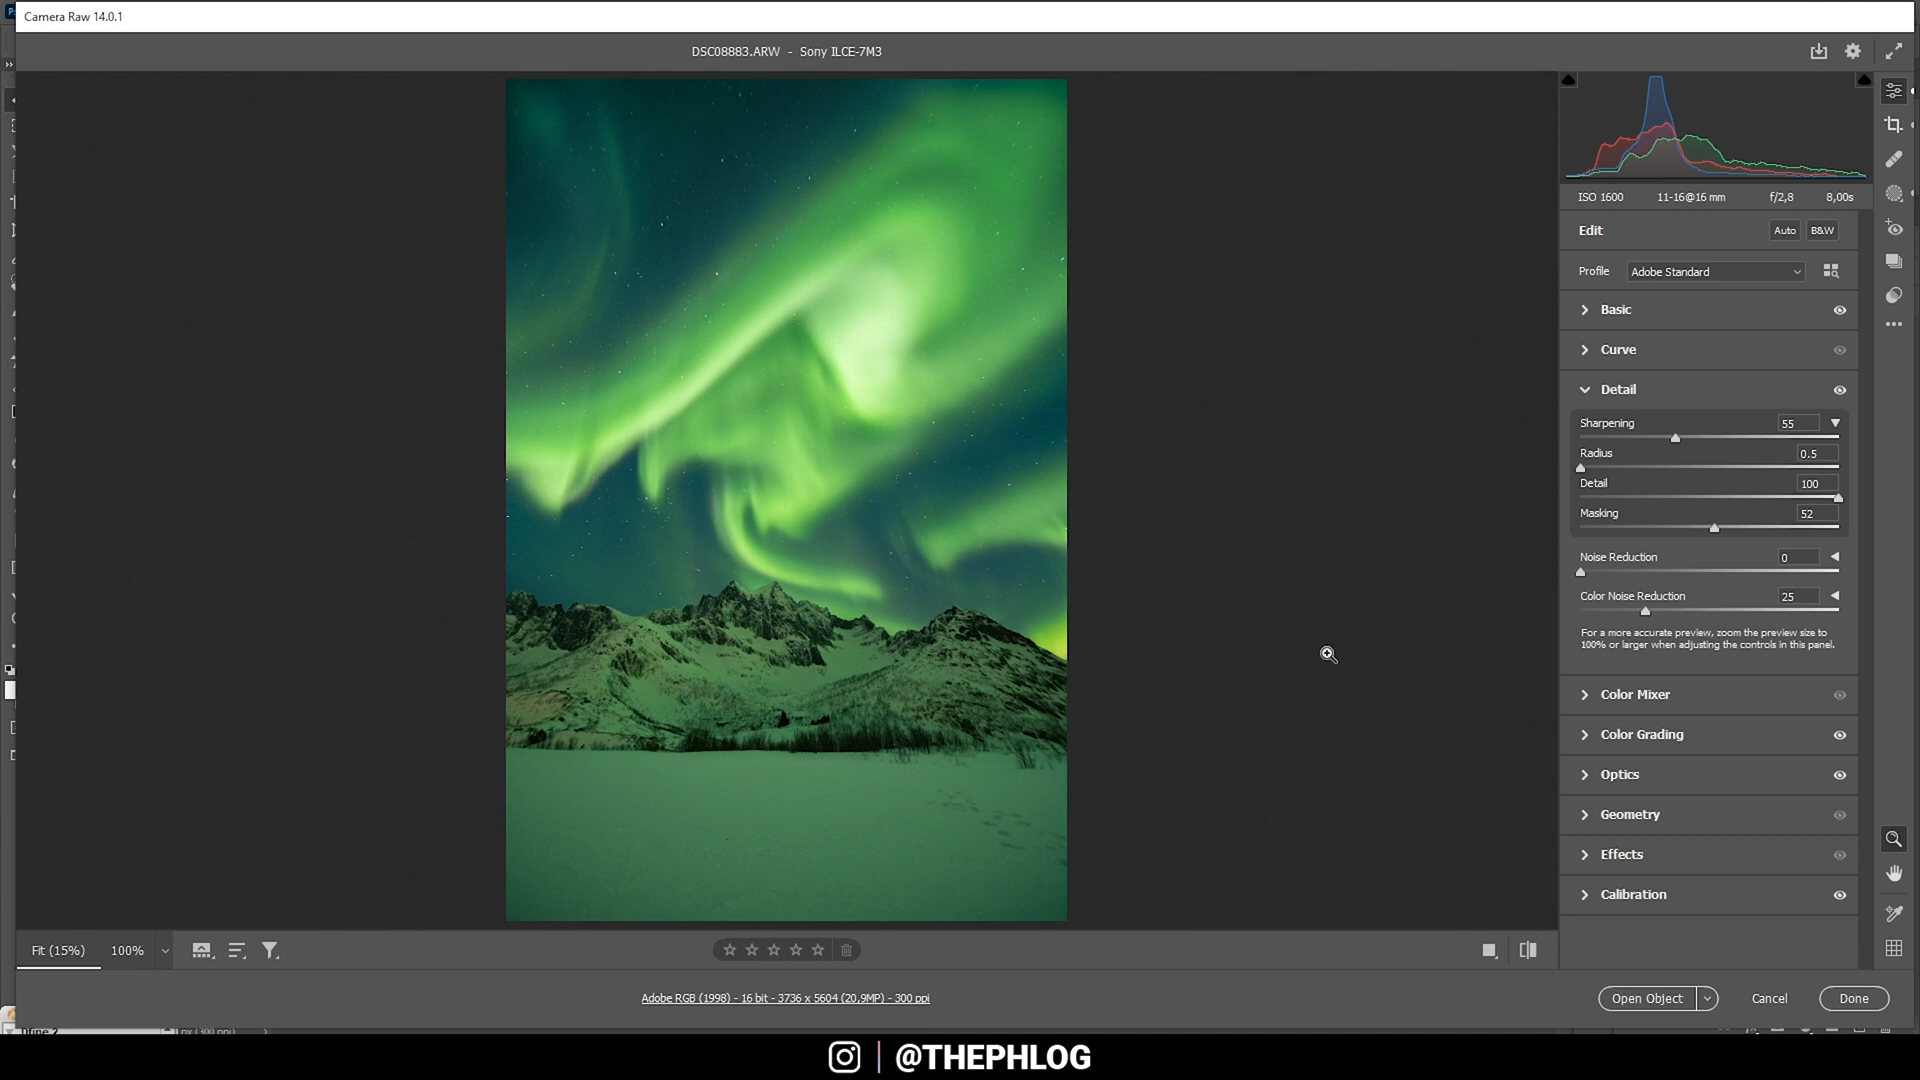 Camera Raw 14.0.1
DSC08883.ARW - Sony ILCE-7M3
ISO 1600 11-16@16 mm f/2,8 8,00s
Edit Auto B&W
Profile Adobe Standard
Basic
Curve
Detail
Sharpening 55
Radius 0.5
Detail 100
Masking 52
Noise Reduction 0
Color Noise Reduction 25
For a more accurate preview, zoom the preview size to
100% or larger when adjusting the controls in this panel.
Color Mixer
Color Grading
Optics
Geometry
Effects
Calibration
Fit (15%) 100%
Adobe RGB (1998) - 16 bit - 3736 x 5604 (20,9MP) - 300 ppi
Open Object Cancel Done
@THEPHLOG